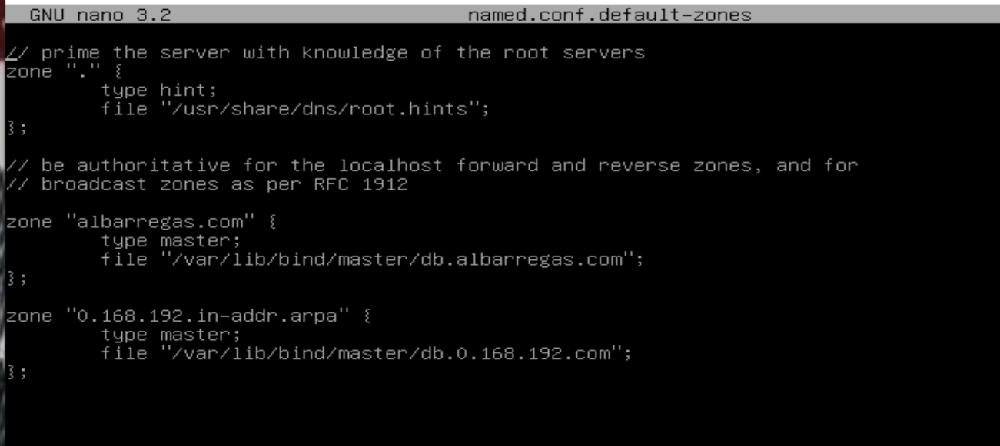 GNU nano 3.2 named.conf.default-zones
// prime the server with knowledge of the root servers
zone "." {
type hint;
file "/usr/share/dns/root.hints";
};
// be authoritative for the localhost forward and reverse zones, and for
// broadcast zones as per RFC 1912
zone "albarregas.com" {
type master;
file "/var/lib/bind/master/db.albarregas.com";
};
zone "0.168.192.in-addr.arpa" {
type master;
file "/var/lib/bind/master/db.0.168.192.com";
};